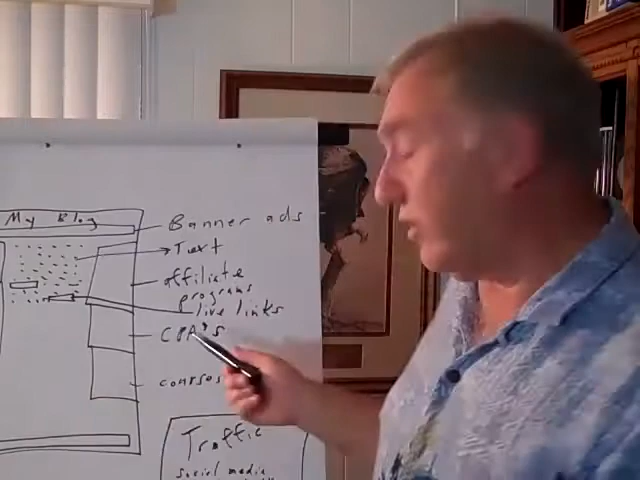 My Blog
Banner ads
Text
affiliate
programs
live links
CPA's
courses
Traffic
social media